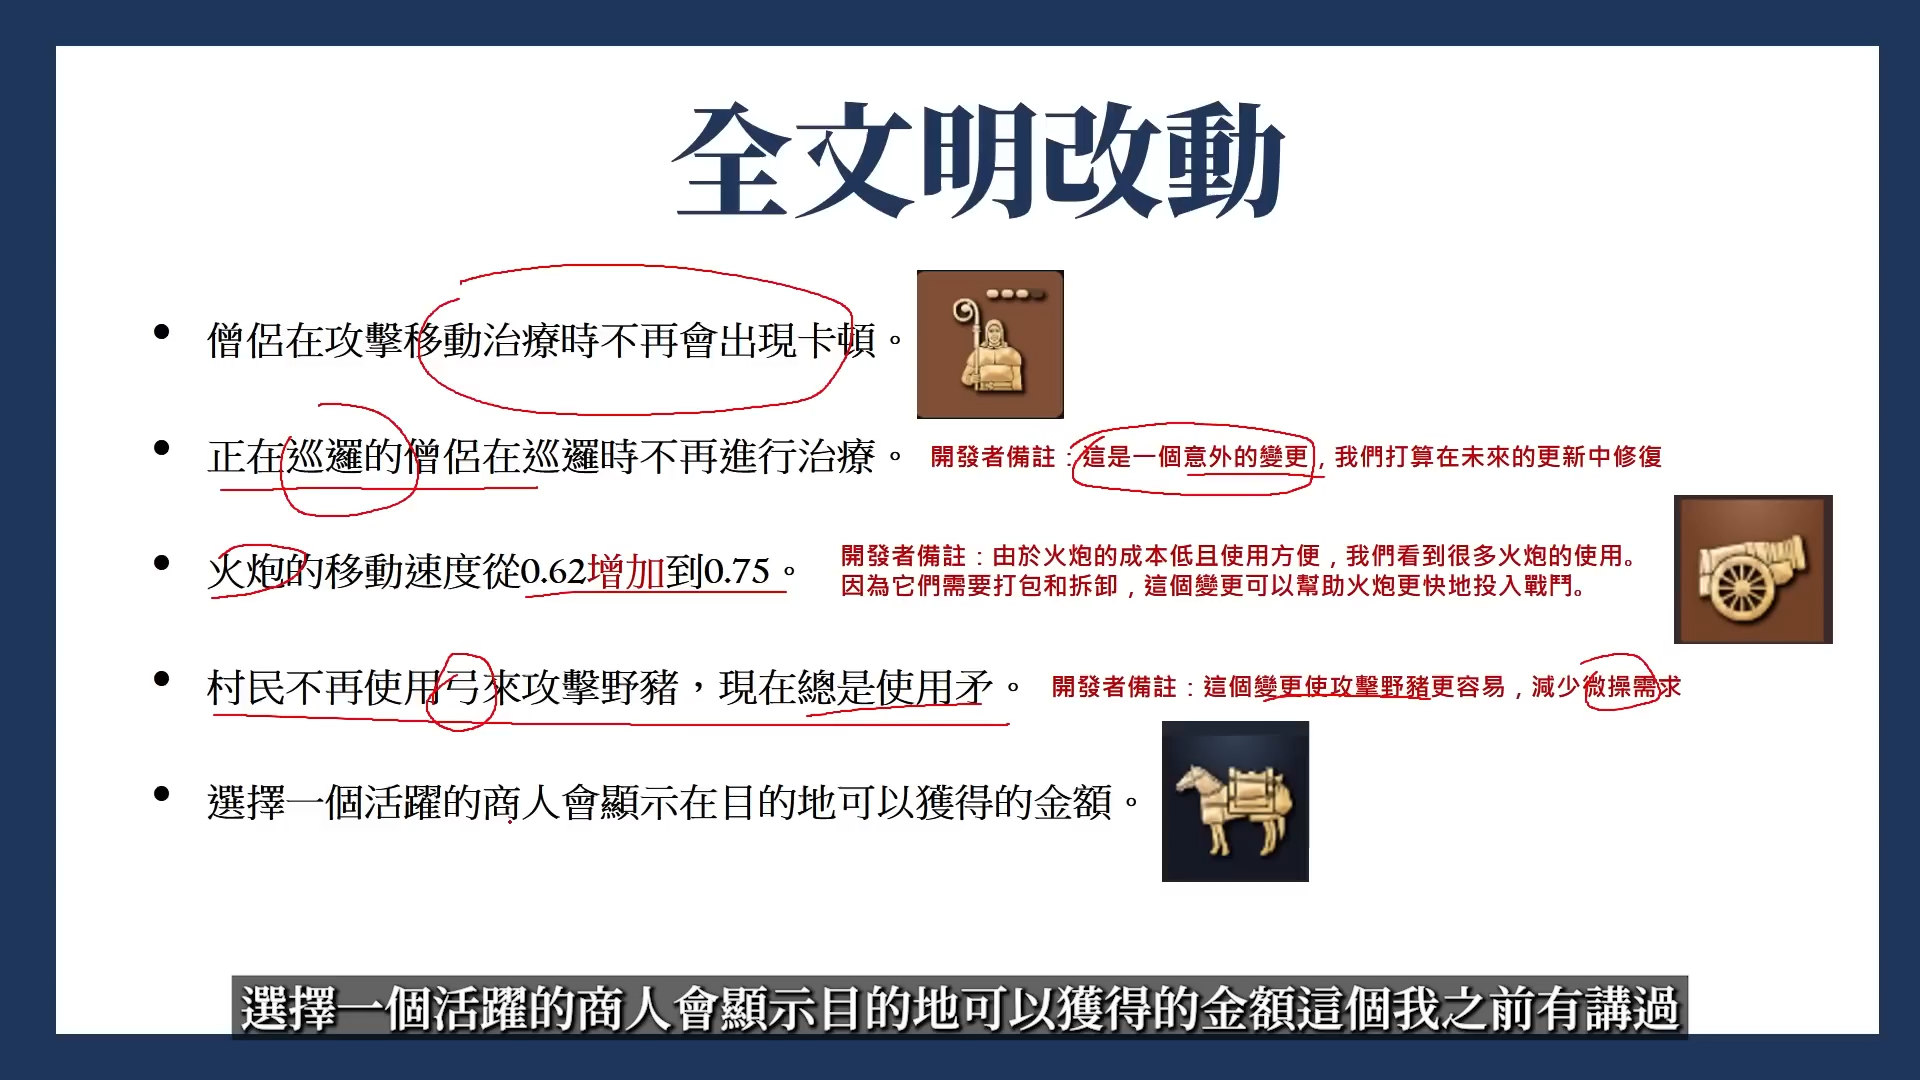 全文明改動
僧侶在攻擊移動治療時不再會出現卡頓。
正在巡邏的僧侶在巡邏時不再進行治療。 開發者備註：這是一個意外的變更，我們打算在未來的更新中修復
火炮的移動速度從0.62增加到0.75。
開發者備註：由於火炮的成本低且使用方便，我們看到很多火炮的使用。
因為它們需要打包和拆卸，這個變更可以幫助火炮更快地投入戰鬥。
村民不再使用弓來攻擊野豬，現在總是使用矛。 開發者備註：這個變更使攻擊野豬更容易，減少微操需求
選擇一個活躍的商人會顯示在目的地可以獲得的金額。
選擇一個活躍的商人會顯示目的地可以獲得的金額這個我之前有講過